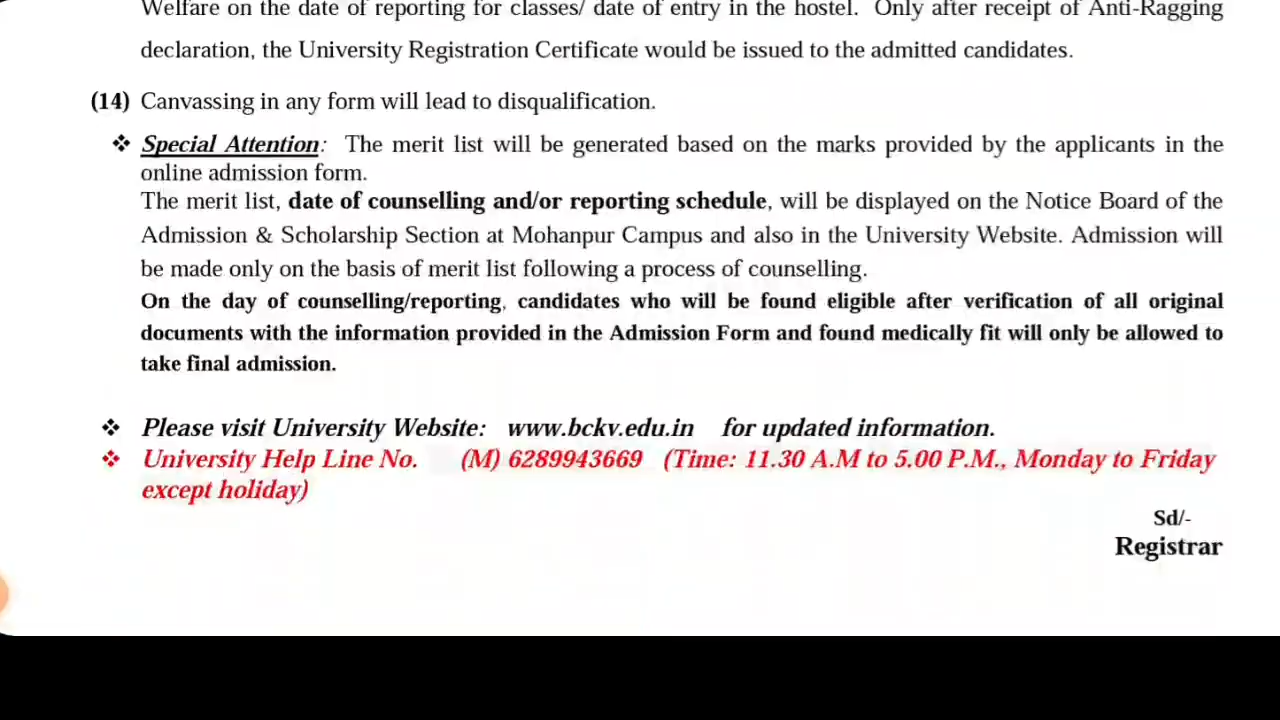 Welfare on the date of reporting for classes/ date of entry in the hostel. Only after receipt of Anti-Ragging
declaration, the University Registration Certificate would be issued to the admitted candidates.
(14) Canvassing in any form will lead to disqualification.
❖ Special Attention: The merit list will be generated based on the marks provided by the applicants in the
online admission form.
The merit list, date of counselling and/or reporting schedule, will be displayed on the Notice Board of the
Admission & Scholarship Section at Mohanpur Campus and also in the University Website. Admission will
be made only on the basis of merit list following a process of counselling.
On the day of counselling/reporting, candidates who will be found eligible after verification of all original
documents with the information provided in the Admission Form and found medically fit will only be allowed to
take final admission.
❖ Please visit University Website: www.bckv.edu.in for updated information.
❖ University Help Line No. (M) 6289943669 (Time: 11.30 A.M to 5.00 P.M., Monday to Friday
except holiday)
Sd/-
Registrar